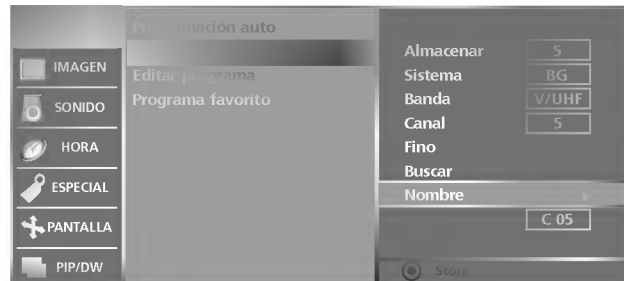 Programación auto
Editar programa
Programa favorito
IMAGEN
SONIDO
HORA
ESPECIAL
PANTALLA
PIP/DW
Almacenar 5
Sistema BG
Banda V/UHF
Canal 5
Fino
Buscar
Nombre
C 05
Store